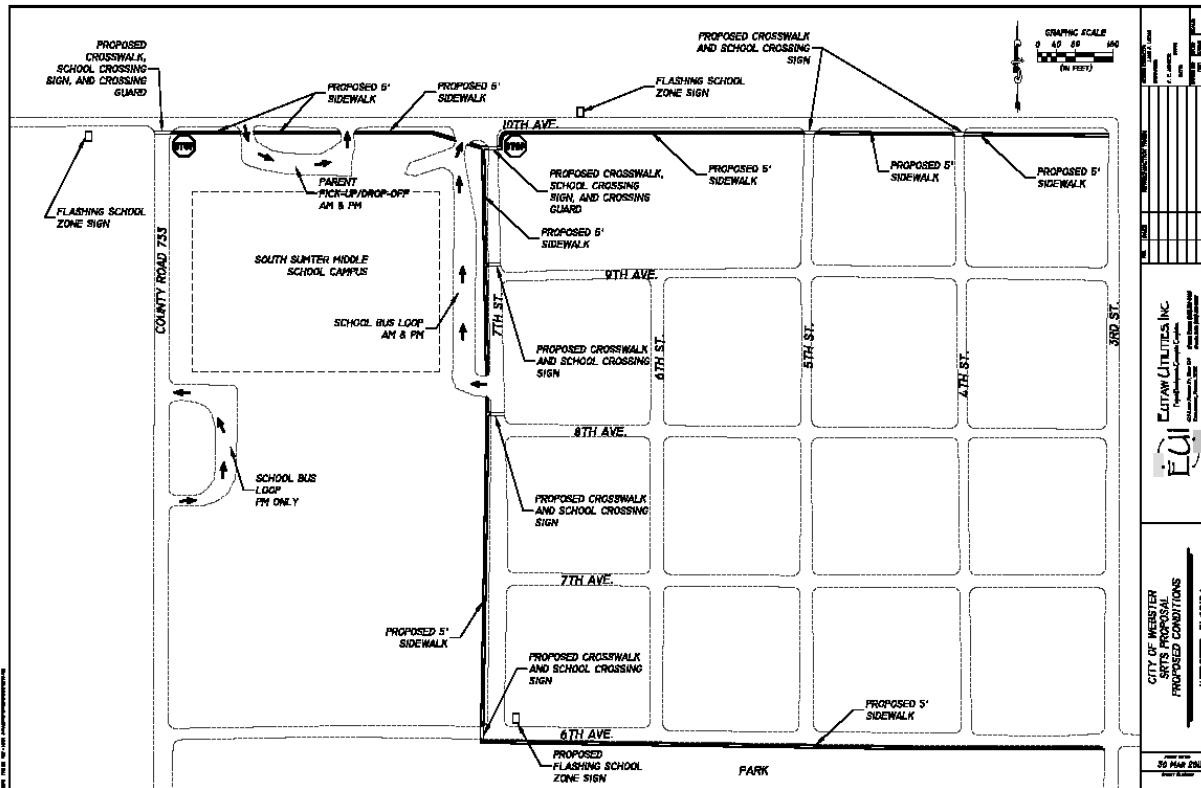 PROPOSED
CROSSWALK,
SCHOOL CROSSING
SIGN, AND CROSSING
GUARD
PROPOSED 5'
SIDEWALK
PROPOSED 5'
SIDEWALK
FLASHING SCHOOL
ZONE SIGN
PROPOSED CROSSWALK
AND SCHOOL CROSSING
SIGN
GRAPHIC SCALE
0 40 80 160
(IN FEET)
10TH AVE.
STOP
STOP
FLASHING SCHOOL
ZONE SIGN
PARENT
PICK-UP/DROP-OFF
AM & PM
PROPOSED CROSSWALK,
SCHOOL CROSSING
SIGN, AND CROSSING
GUARD
PROPOSED 5'
SIDEWALK
PROPOSED 5'
SIDEWALK
PROPOSED 5'
SIDEWALK
PROPOSED 5'
SIDEWALK
COUNTY ROAD 733
SOUTH SUMTER MIDDLE
SCHOOL CAMPUS
9TH AVE.
SCHOOL BUS LOOP
AM & PM
7TH ST.
6TH ST.
5TH ST.
4TH ST.
3RD ST.
PROPOSED CROSSWALK
AND SCHOOL CROSSING
SIGN
8TH AVE.
SCHOOL BUS
LOOP
PM ONLY
PROPOSED CROSSWALK
AND SCHOOL CROSSING
SIGN
7TH AVE.
PROPOSED 5'
SIDEWALK
PROPOSED CROSSWALK
AND SCHOOL CROSSING
SIGN
6TH AVE.
PROPOSED 5'
SIDEWALK
PROPOSED
FLASHING SCHOOL
ZONE SIGN
PARK
EUTAW UTILITIES, INC.
EUI
CITY OF WEBSTER
SRTS PROPOSAL
PROPOSED CONDITIONS
30 MAR